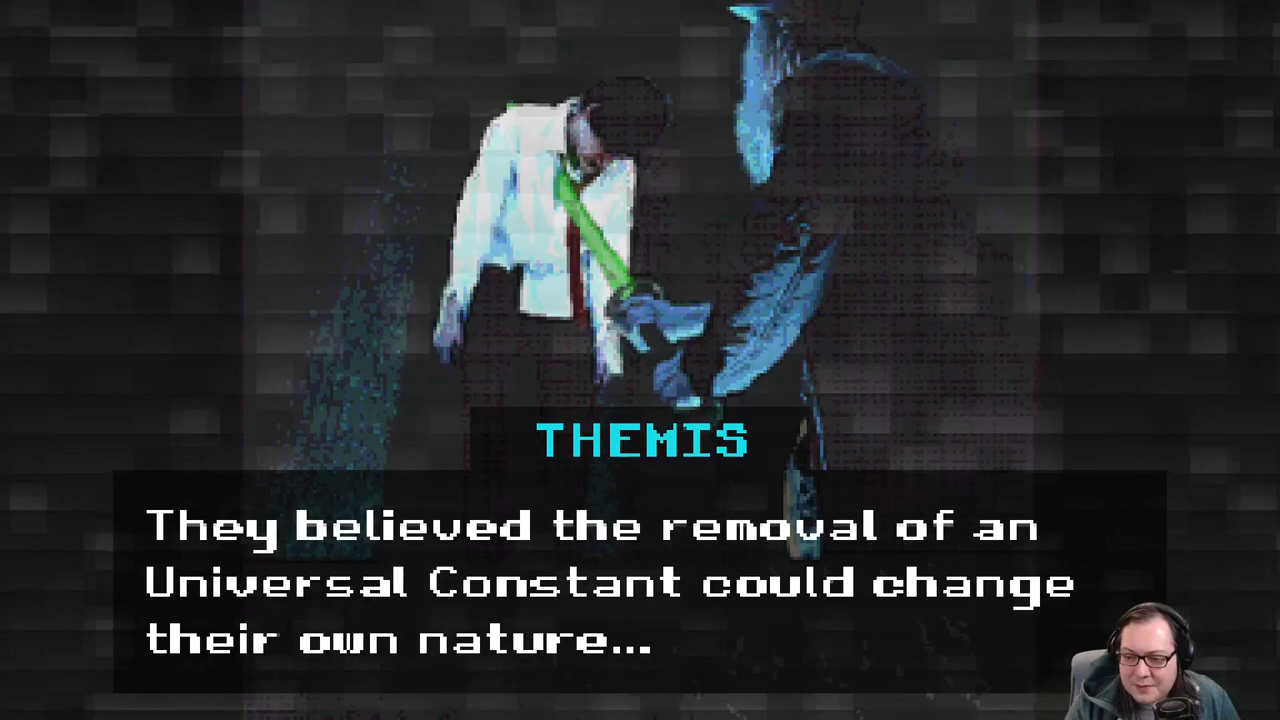 THEMIS
They believed the removal of an
Universal Constant could change
their own nature...